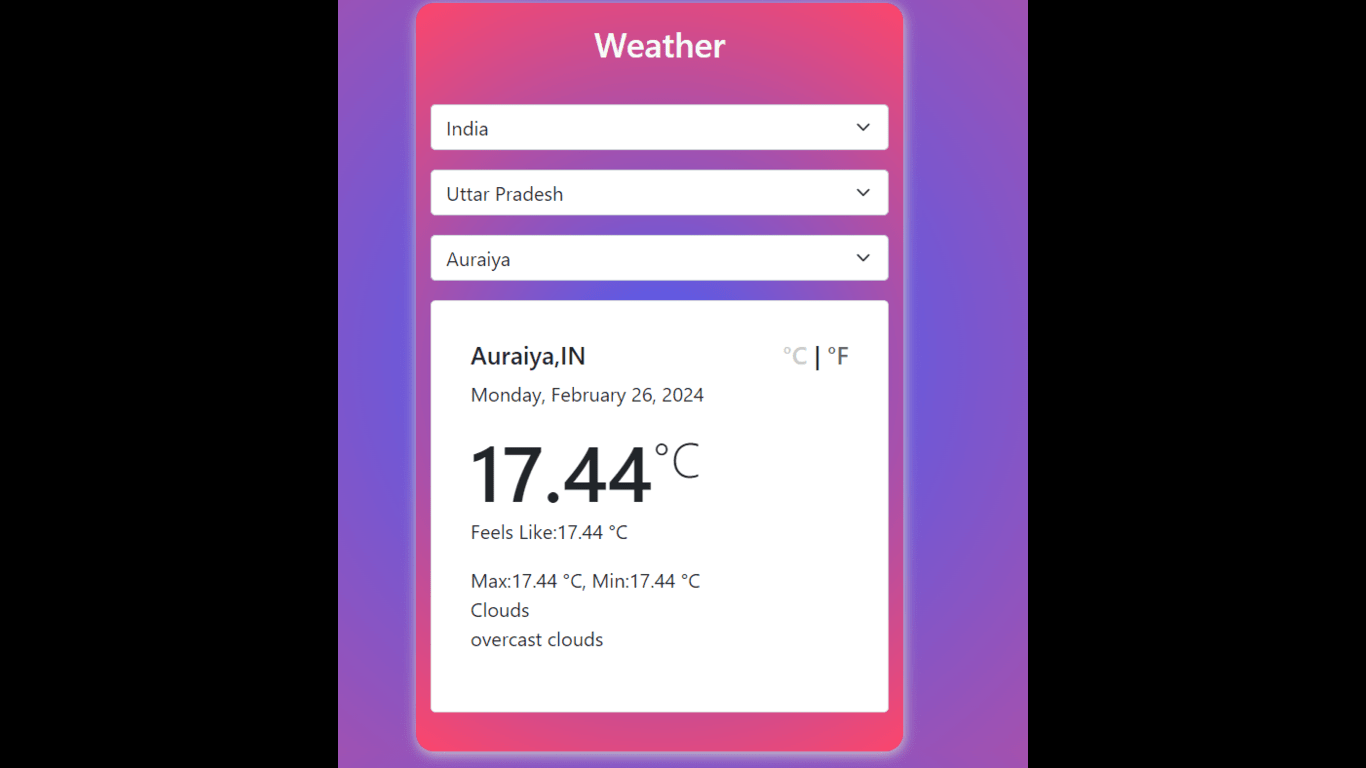 Weather
India
Uttar Pradesh
Auraiya
Auraiya,IN °C | °F
Monday, February 26, 2024
17.44°C
Feels Like:17.44 °C
Max:17.44 °C, Min:17.44 °C
Clouds
overcast clouds